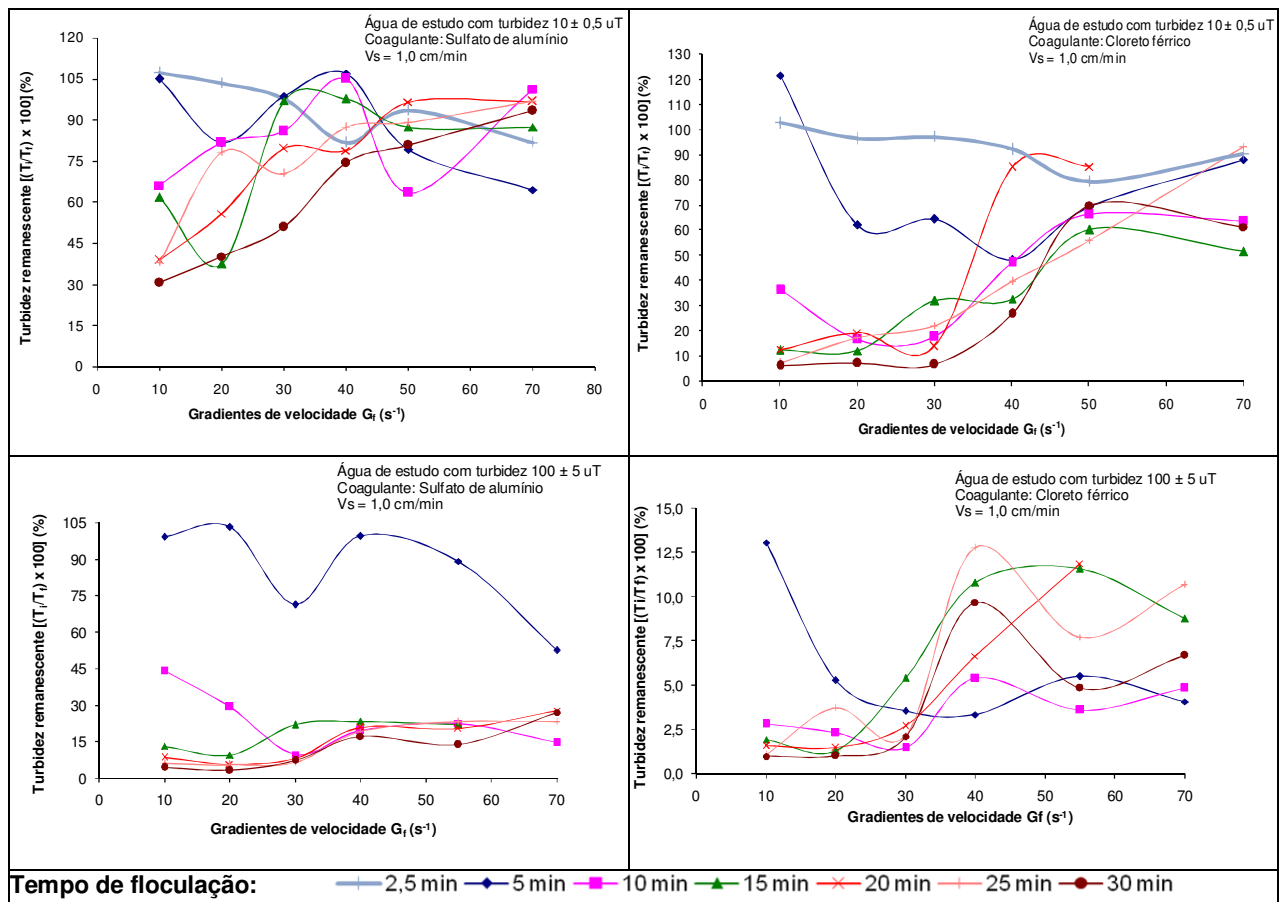 Água de estudo com turbidez 10 ± 0,5 uT
Coagulante: Sulfato de alumínio
Vs = 1,0 cm/min
Turbidez remanescente [(Ti/Tf) x 100] (%)
120
105
90
75
60
45
30
15
0
0 10 20 30 40 50 60 70 80
Gradientes de velocidade Gf (s-1)
Água de estudo com turbidez 10 ± 0,5 uT
Coagulante: Cloreto férrico
Vs = 1,0 cm/min
Turbidez remanescente [(Ti/Tf) x 100] (%)
130
120
110
100
90
80
70
60
50
40
30
20
10
0
0 10 20 30 40 50 60 70
Gradientes de velocidade Gf (s-1)
Água de estudo com turbidez 100 ± 5 uT
Coagulante: Sulfato de alumínio
Vs = 1,0 cm/min
Turbidez remanescente [(Ti/Tf) x 100] (%)
105
90
75
60
45
30
15
0
0 10 20 30 40 50 60 70
Gradientes de velocidade Gf (s-1)
Água de estudo com turbidez 100 ± 5 uT
Coagulante: Cloreto férrico
Vs = 1,0 cm/min
Turbidez remanescente [(Ti/Tf) x 100] (%)
15,0
12,5
10,0
7,5
5,0
2,5
0,0
0 10 20 30 40 50 60 70
Gradientes de velocidade Gf (s-1)
Tempo de floculação: 2,5 min 5 min 10 min 15 min 20 min 25 min 30 min